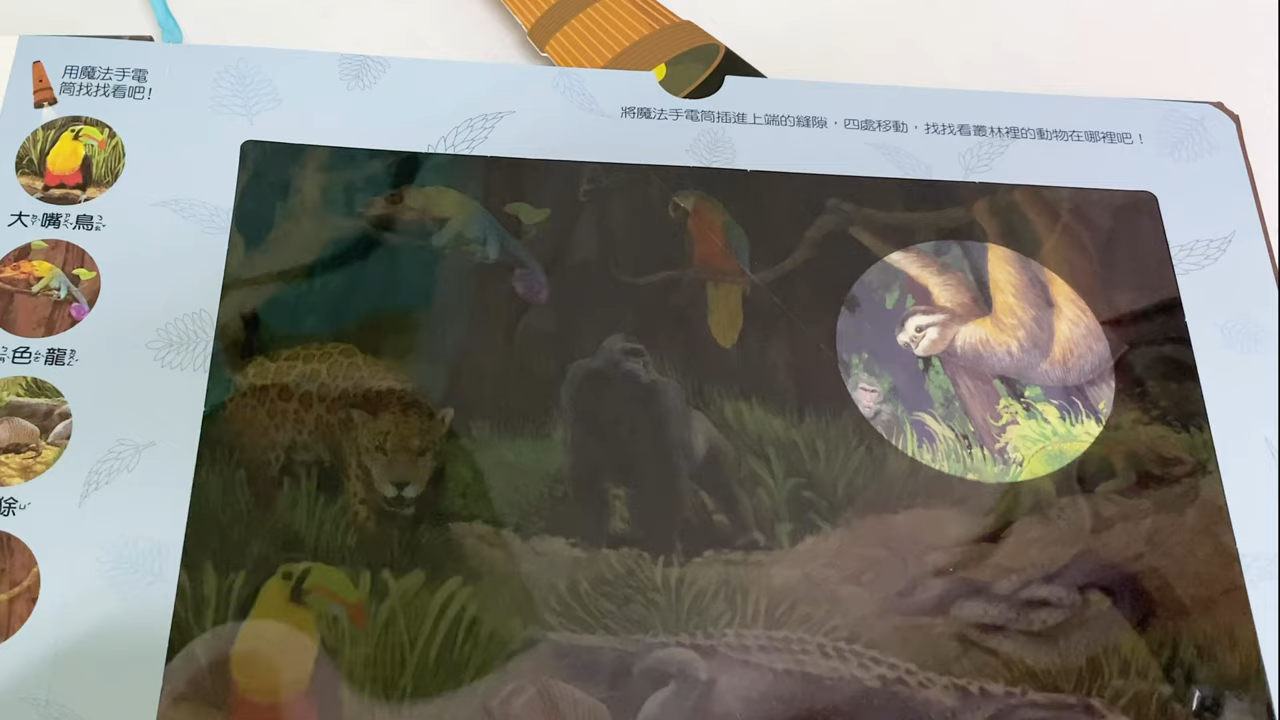 用魔法手電
筒找找看吧!
將魔法手電筒插進上端的縫隙,四處移動,找找看叢林裡的動物在哪裡吧!
大嘴鳥
色龍